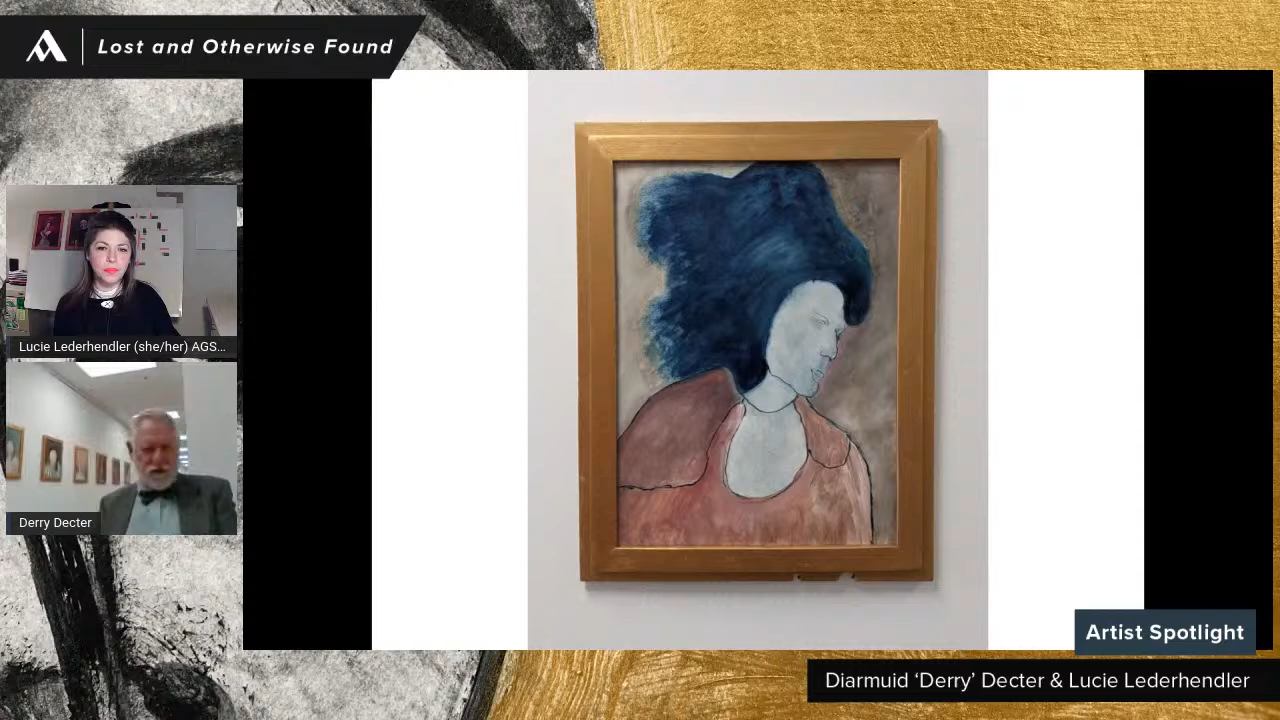 Lost and Otherwise Found
Lucie Lederhendler (she/her) AGS...
Derry Decter
Artist Spotlight
Diarmuid ‘Derry’ Decter & Lucie Lederhendler